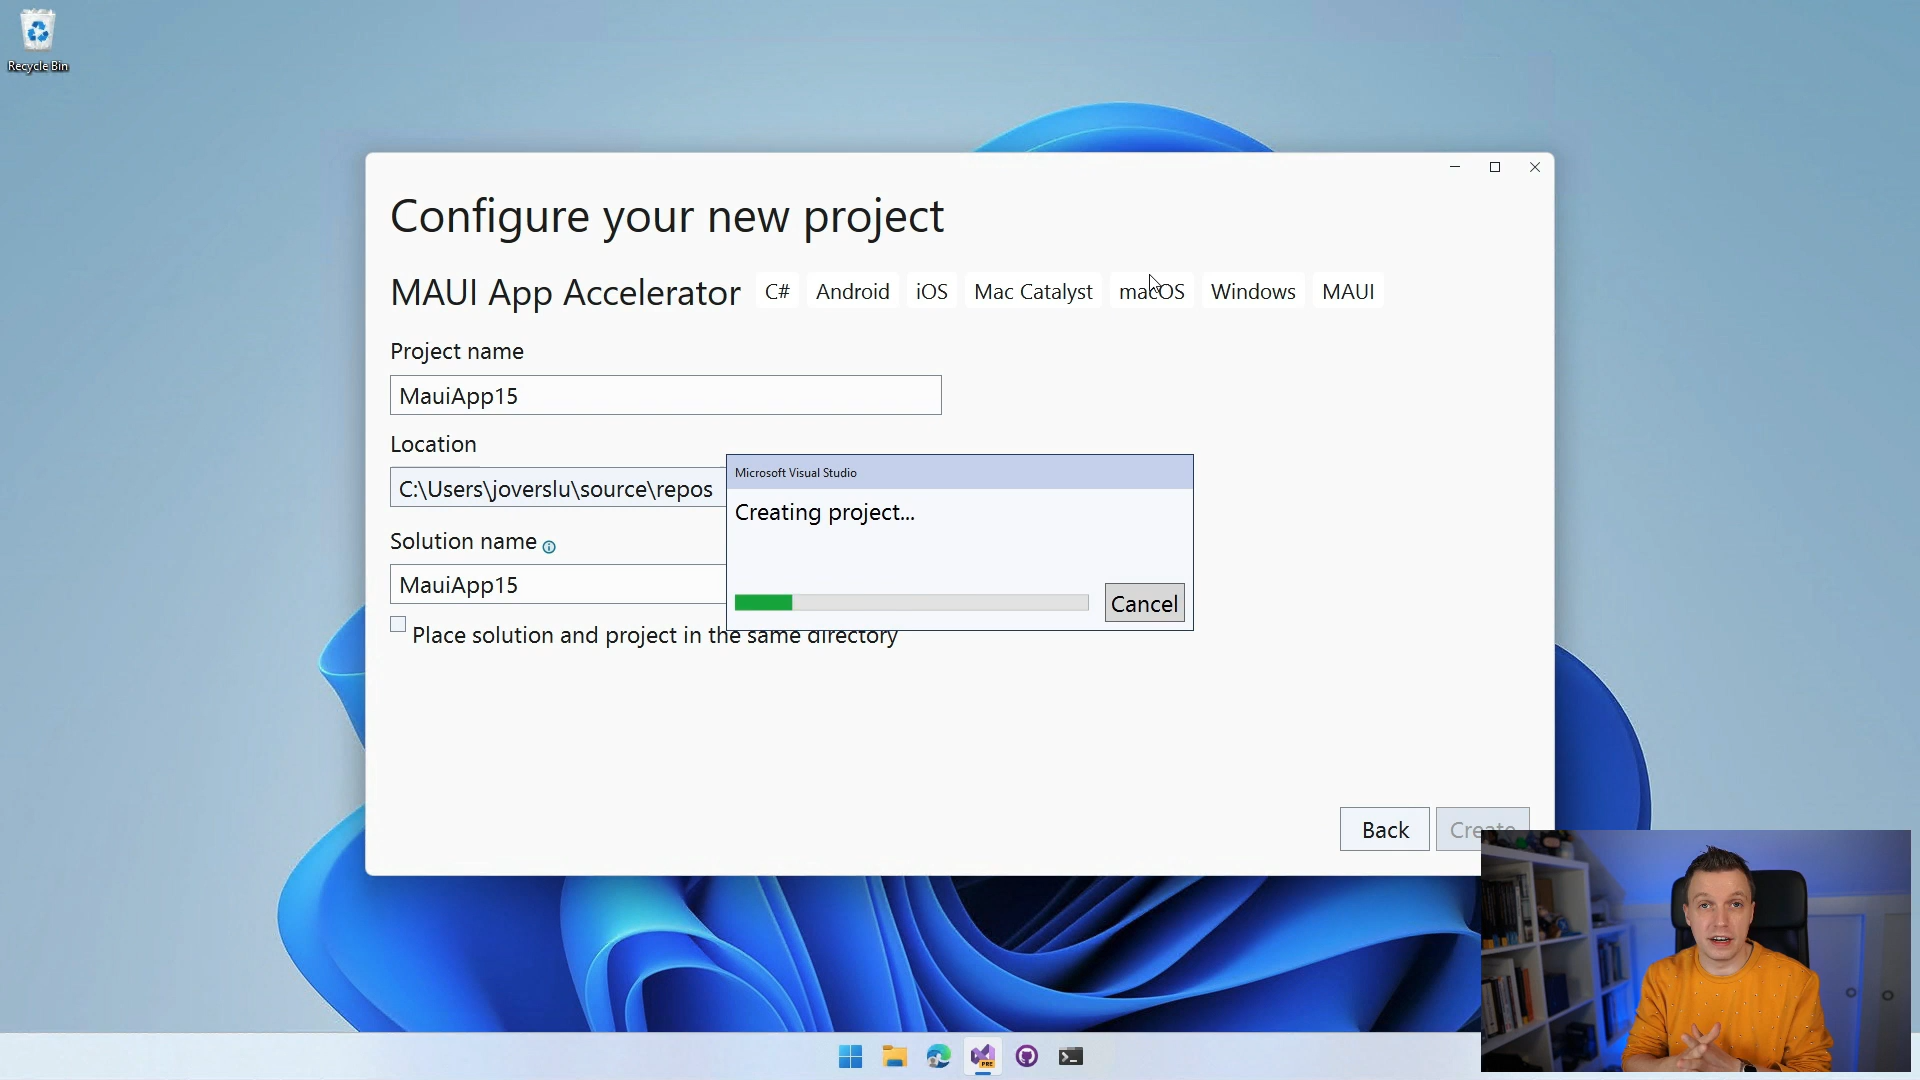 Recycle Bin
Configure your new project
MAUI App Accelerator C# Android iOS Mac Catalyst macOS Windows MAUI
Project name
MauiApp15
Location
C:\Users\joverslu\source\repos
Microsoft Visual Studio
Creating project...
Solution name
MauiApp15
Cancel
Place solution and project in the same directory
Back Create
PRE